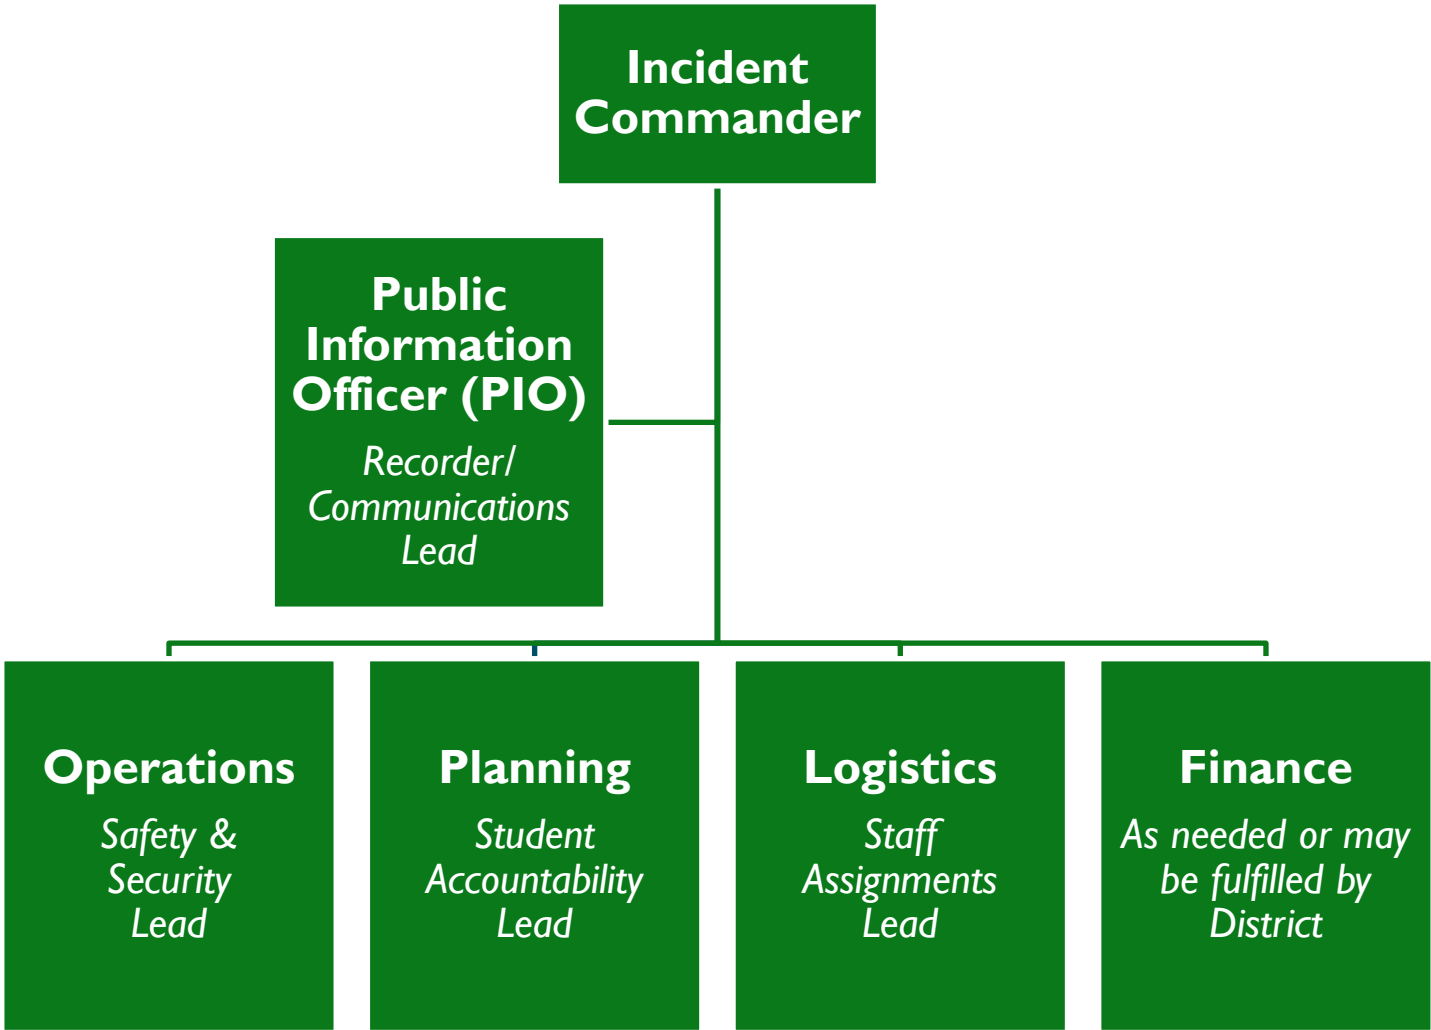 Incident
Commander
Public
Information
Officer (PIO)
Recorder/
Communications
Lead
Operations
Safety &
Security
Lead
Planning
Student
Accountability
Lead
Logistics
Staff
Assignments
Lead
Finance
As needed or may
be fulfilled by
District